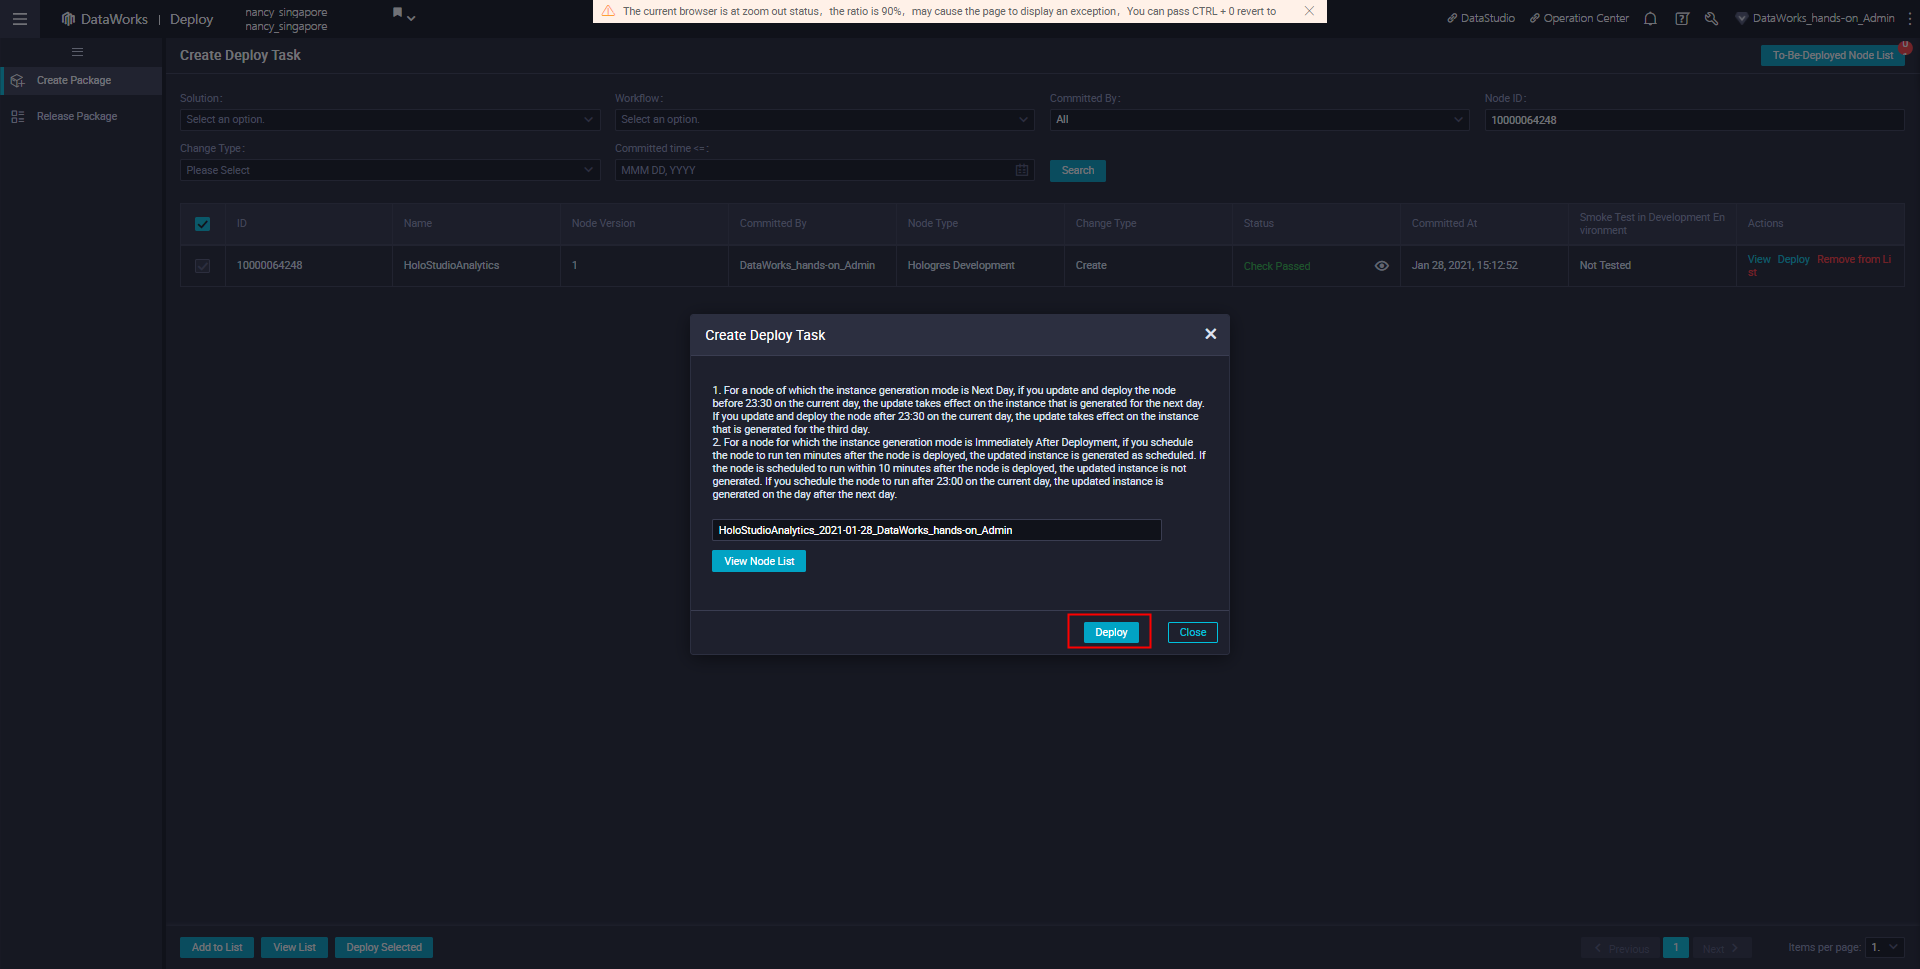 DataWorks | Deploy
nancy_singapore
nancy_singapore
The current browser is at zoom out status，the ratio is 90%，may cause the page to display an exception，You can pass CTRL + 0 revert to
DataStudio
Operation Center
DataWorks_hands-on_Admin
Create Package
Release Package
Create Deploy Task
To-Be-Deployed Node List
0
Solution:
Workflow:
Committed By:
Node ID:
Select an option.
Select an option.
All
10000064248
Change Type:
Committed time <=:
Please Select
MMM DD, YYYY
Search
ID
Name
Node Version
Committed By
Node Type
Change Type
Status
Committed At
Smoke Test in Development En
vironment
Actions
10000064248
HoloStudioAnalytics
1
DataWorks_hands-on_Admin
Hologres Development
Create
Check Passed
Jan 28, 2021, 15:12:52
Not Tested
View Deploy Remove from Li
st
Create Deploy Task
1. For a node of which the instance generation mode is Next Day, if you update and deploy the node
before 23:30 on the current day, the update takes effect on the instance that is generated for the next day.
If you update and deploy the node after 23:30 on the current day, the update takes effect on the instance
that is generated for the third day.
2. For a node for which the instance generation mode is Immediately After Deployment, if you schedule
the node to run ten minutes after the node is deployed, the updated instance is generated as scheduled. If
the node is scheduled to run within 10 minutes after the node is deployed, the updated instance is not
generated. If you schedule the node to run after 23:00 on the current day, the updated instance is
generated on the day after the next day.
HoloStudioAnalytics_2021-01-28_DataWorks_hands-on_Admin
View Node List
Deploy
Close
Add to List
View List
Deploy Selected
Previous
1
Next
Items per page:
1.